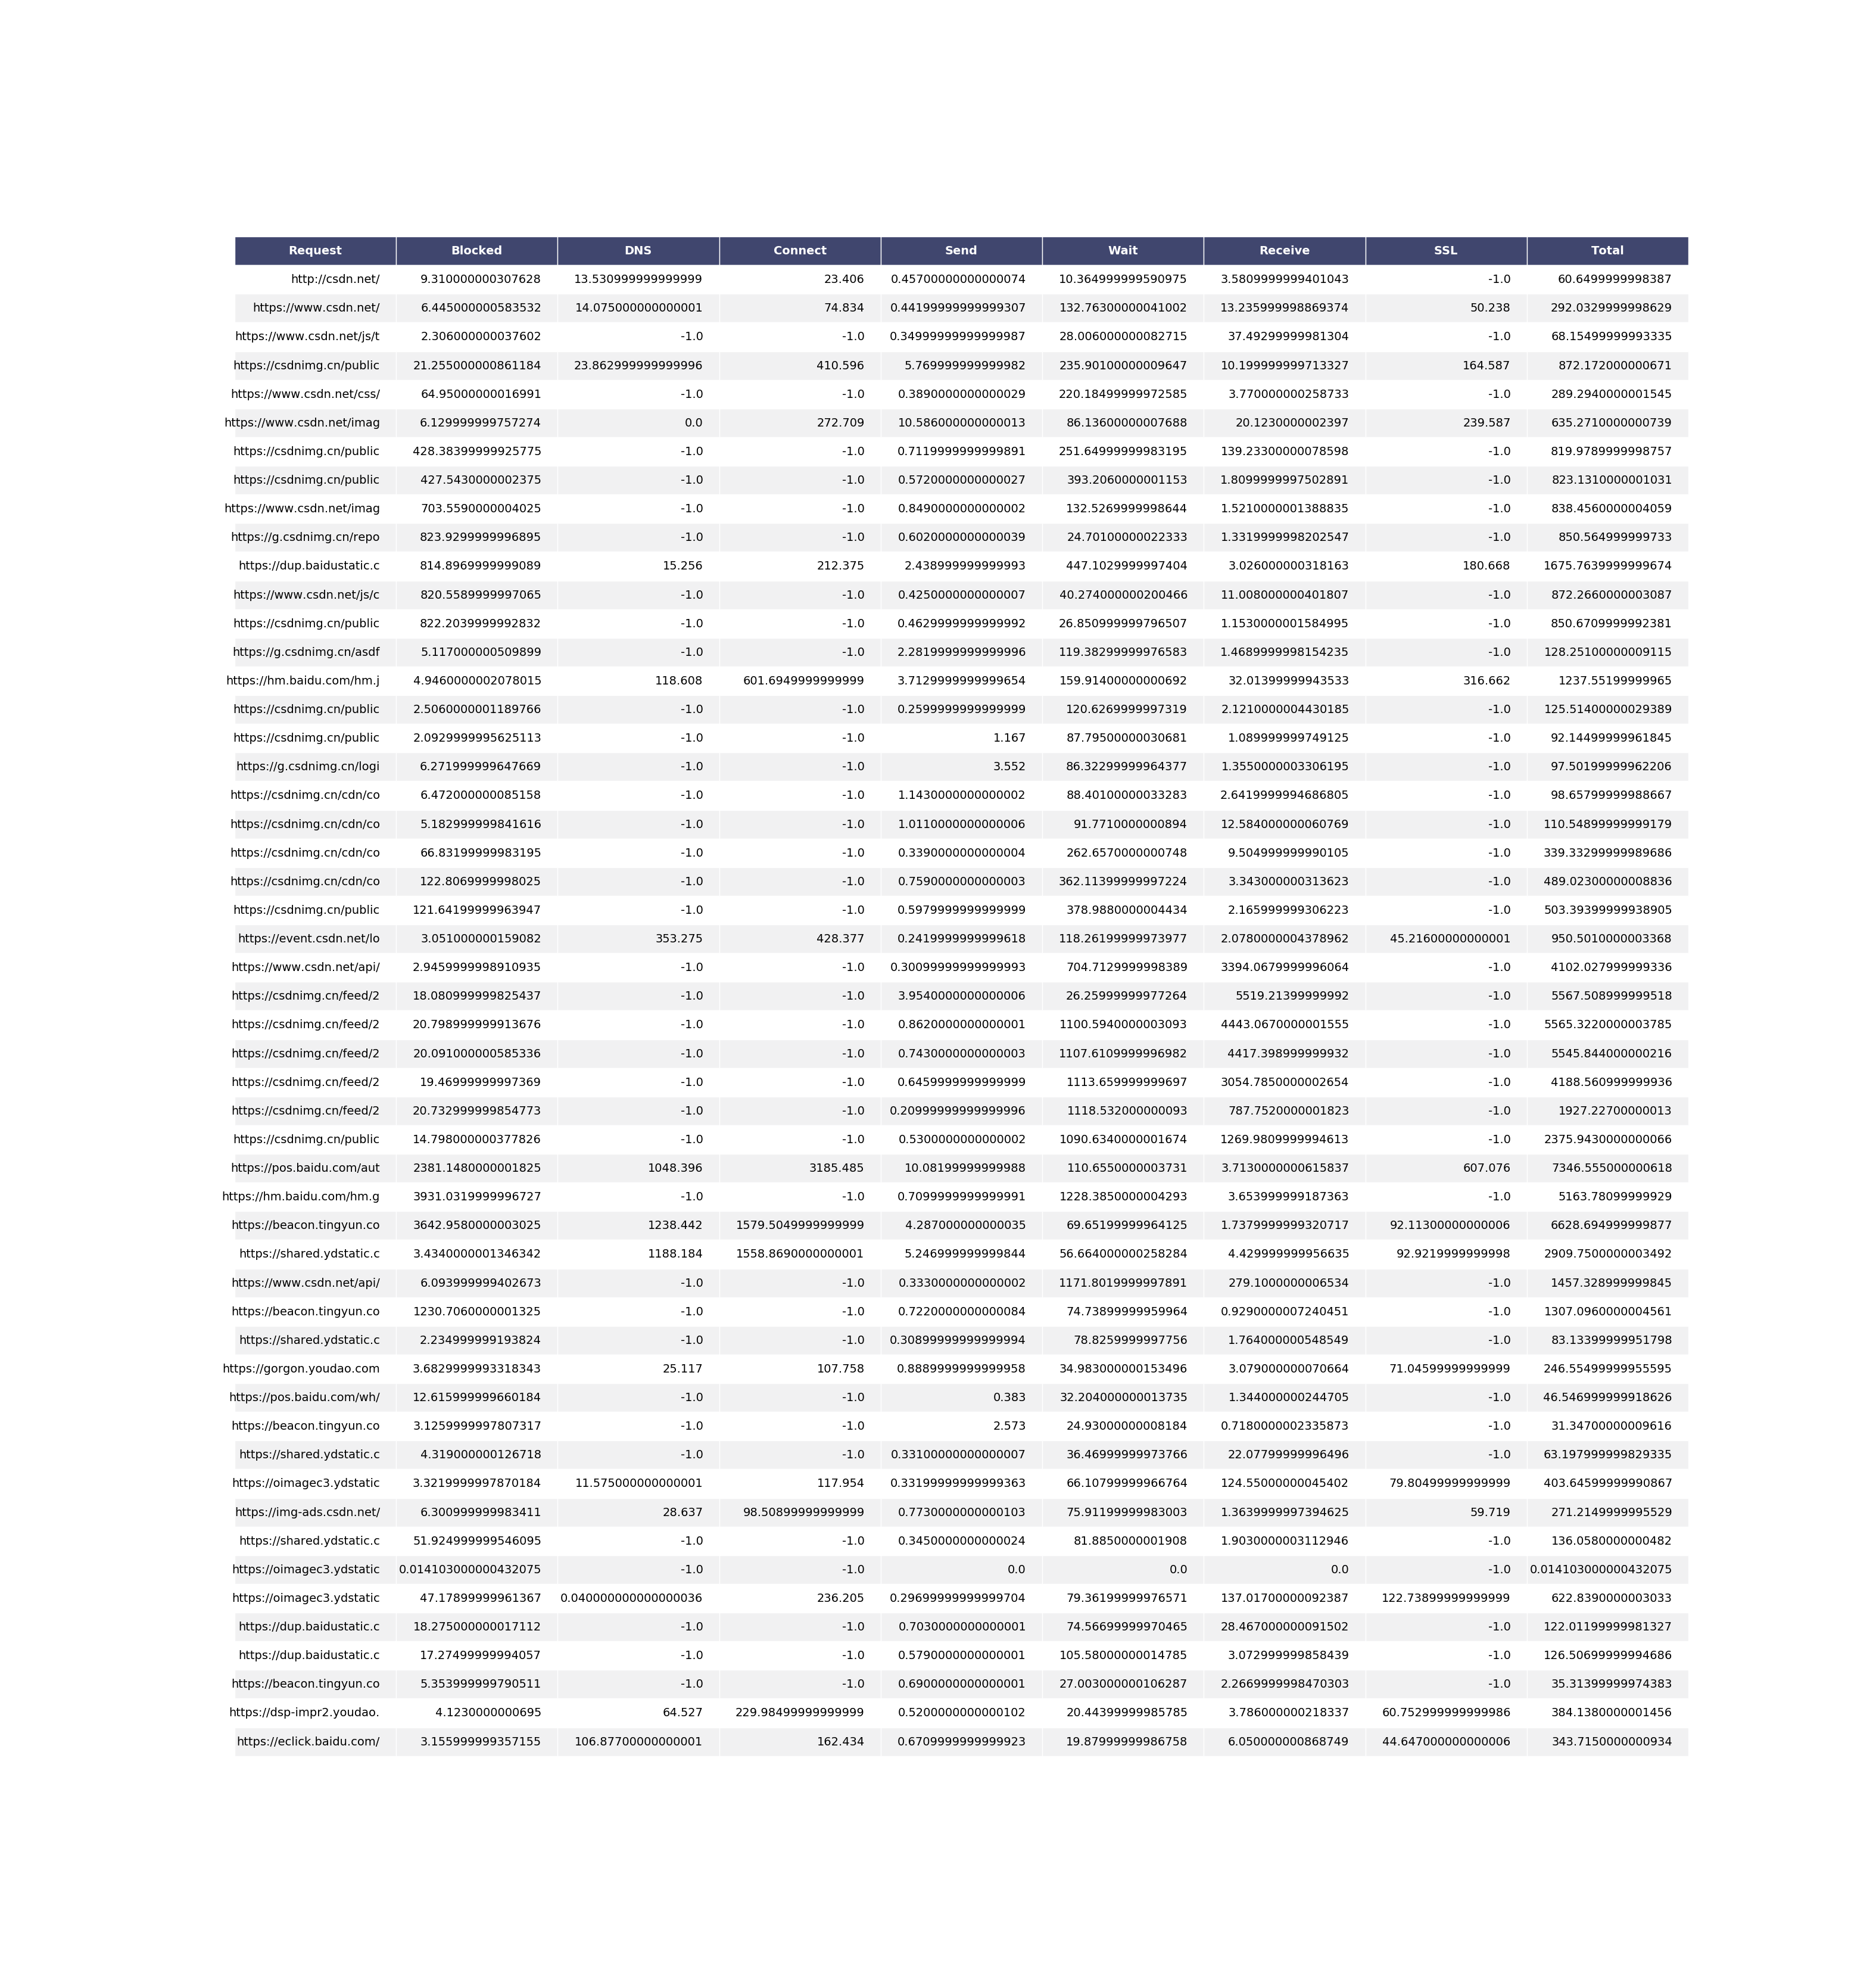 Request Blocked DNS Connect Send Wait Receive SSL Total
http://csdn.net/ 9.310000000307628 13.530999999999999 23.406 0.45700000000000074 10.364999999590975 3.5809999999401043 -1.0 60.6499999998387
https://www.csdn.net/ 6.445000000583532 14.075000000000001 74.834 0.44199999999999307 132.76300000041002 13.235999998869374 50.238 292.0329999998629
https://www.csdn.net/js/t 2.306000000037602 -1.0 -1.0 0.34999999999999987 28.006000000082715 37.49299999981304 -1.0 68.15499999993335
https://csdnimg.cn/public 21.255000000861184 23.862999999999996 410.596 5.769999999999982 235.90100000009647 10.199999999713327 164.587 872.172000000671
https://www.csdn.net/css/ 64.95000000016991 -1.0 -1.0 0.3890000000000029 220.18499999972585 3.770000000258733 -1.0 289.2940000001545
https://www.csdn.net/imag 6.129999999757274 0.0 272.709 10.586000000000013 86.13600000007688 20.1230000002397 239.587 635.2710000000739
https://csdnimg.cn/public 428.38399999925775 -1.0 -1.0 0.7119999999999891 251.64999999983195 139.23300000078598 -1.0 819.9789999998757
https://csdnimg.cn/public 427.5430000002375 -1.0 -1.0 0.5720000000000027 393.2060000001153 1.8099999997502891 -1.0 823.1310000001031
https://www.csdn.net/imag 703.5590000004025 -1.0 -1.0 0.8490000000000002 132.5269999998644 1.5210000001388835 -1.0 838.4560000004059
https://g.csdnimg.cn/repo 823.9299999996895 -1.0 -1.0 0.6020000000000039 24.70100000022333 1.3319999998202547 -1.0 850.564999999733
https://dup.baidustatic.c 814.8969999999089 15.256 212.375 2.438999999999993 447.1029999997404 3.026000000318163 180.668 1675.7639999999674
https://www.csdn.net/js/c 820.5589999997065 -1.0 -1.0 0.4250000000000007 40.274000000200466 11.008000000401807 -1.0 872.2660000003087
https://csdnimg.cn/public 822.2039999992832 -1.0 -1.0 0.4629999999999992 26.850999999796507 1.1530000001584995 -1.0 850.6709999992381
https://g.csdnimg.cn/asdf 5.117000000509899 -1.0 -1.0 2.2819999999999996 119.38299999976583 1.4689999998154235 -1.0 128.25100000009115
https://hm.baidu.com/hm.j 4.9460000002078015 118.608 601.6949999999999 3.7129999999999654 159.91400000000692 32.01399999943533 316.662 1237.55199999965
https://csdnimg.cn/public 2.5060000001189766 -1.0 -1.0 0.2599999999999999 120.6269999997319 2.1210000004430185 -1.0 125.51400000029389
https://csdnimg.cn/public 2.0929999995625113 -1.0 -1.0 1.167 87.79500000030681 1.089999999749125 -1.0 92.14499999961845
https://g.csdnimg.cn/logi 6.271999999647669 -1.0 -1.0 3.552 86.32299999964377 1.3550000003306195 -1.0 97.50199999962206
https://csdnimg.cn/cdn/co 6.472000000085158 -1.0 -1.0 1.1430000000000002 88.40100000033283 2.6419999994686805 -1.0 98.65799999988667
https://csdnimg.cn/cdn/co 5.182999999841616 -1.0 -1.0 1.0110000000000006 91.7710000000894 12.584000000060769 -1.0 110.54899999999179
https://csdnimg.cn/cdn/co 66.83199999983195 -1.0 -1.0 0.3390000000000004 262.6570000000748 9.504999999990105 -1.0 339.33299999989686
https://csdnimg.cn/cdn/co 122.8069999998025 -1.0 -1.0 0.7590000000000003 362.11399999997224 3.343000000313623 -1.0 489.02300000008836
https://csdnimg.cn/public 121.64199999963947 -1.0 -1.0 0.5979999999999999 378.9880000004434 2.165999999306223 -1.0 503.39399999938905
https://event.csdn.net/lo 3.051000000159082 353.275 428.377 0.2419999999999618 118.26199999973977 2.0780000004378962 45.21600000000001 950.5010000003368
https://www.csdn.net/api/ 2.9459999998910935 -1.0 -1.0 0.30099999999999993 704.7129999998389 3394.0679999996064 -1.0 4102.027999999336
https://csdnimg.cn/feed/2 18.080999999825437 -1.0 -1.0 3.9540000000000006 26.25999999977264 5519.21399999992 -1.0 5567.508999999518
https://csdnimg.cn/feed/2 20.798999999913676 -1.0 -1.0 0.8620000000000001 1100.5940000003093 4443.0670000001555 -1.0 5565.3220000003785
https://csdnimg.cn/feed/2 20.091000000585336 -1.0 -1.0 0.7430000000000003 1107.6109999996982 4417.398999999932 -1.0 5545.844000000216
https://csdnimg.cn/feed/2 19.46999999997369 -1.0 -1.0 0.6459999999999999 1113.659999999697 3054.7850000002654 -1.0 4188.560999999936
https://csdnimg.cn/feed/2 20.732999999854773 -1.0 -1.0 0.20999999999999996 1118.532000000093 787.7520000001823 -1.0 1927.22700000013
https://csdnimg.cn/public 14.798000000377826 -1.0 -1.0 0.5300000000000002 1090.6340000001674 1269.9809999994613 -1.0 2375.9430000000066
https://pos.baidu.com/aut 2381.1480000001825 1048.396 3185.485 10.08199999999988 110.6550000003731 3.7130000000615837 607.076 7346.555000000618
https://hm.baidu.com/hm.g 3931.0319999996727 -1.0 -1.0 0.7099999999999991 1228.3850000004293 3.653999999187363 -1.0 5163.78099999929
https://beacon.tingyun.co 3642.9580000003025 1238.442 1579.5049999999999 4.287000000000035 69.65199999964125 1.7379999999320717 92.11300000000006 6628.694999999877
https://shared.ydstatic.c 3.4340000001346342 1188.184 1558.8690000000001 5.246999999999844 56.664000000258284 4.429999999956635 92.9219999999998 2909.7500000003492
https://www.csdn.net/api/ 6.093999999402673 -1.0 -1.0 0.3330000000000002 1171.8019999997891 279.1000000006534 -1.0 1457.328999999845
https://beacon.tingyun.co 1230.7060000001325 -1.0 -1.0 0.7220000000000084 74.73899999959964 0.9290000007240451 -1.0 1307.0960000004561
https://shared.ydstatic.c 2.234999999193824 -1.0 -1.0 0.30899999999999994 78.8259999997756 1.764000000548549 -1.0 83.13399999951798
https://gorgon.youdao.com 3.6829999993318343 25.117 107.758 0.8889999999999958 34.983000000153496 3.079000000070664 71.04599999999999 246.55499999955595
https://pos.baidu.com/wh/ 12.615999999660184 -1.0 -1.0 0.383 32.204000000013735 1.344000000244705 -1.0 46.546999999918626
https://beacon.tingyun.co 3.1259999997807317 -1.0 -1.0 2.573 24.93000000008184 0.7180000002335873 -1.0 31.34700000009616
https://shared.ydstatic.c 4.319000000126718 -1.0 -1.0 0.33100000000000007 36.46999999973766 22.07799999996496 -1.0 63.197999999829335
https://oimagec3.ydstatic 3.3219999997870184 11.575000000000001 117.954 0.33199999999999363 66.10799999966764 124.55000000045402 79.80499999999999 403.64599999990867
https://img-ads.csdn.net/ 6.3009999999983411 28.637 98.50899999999999 0.7730000000000103 75.91199999983003 1.3639999997394625 59.719 271.2149999995529
https://shared.ydstatic.c 51.924999999546095 -1.0 -1.0 0.3450000000000024 81.8850000001908 1.9030000003112946 -1.0 136.0580000000482
https://oimagec3.ydstatic 0.014103000000432075 -1.0 -1.0 0.0 0.0 0.0 -1.0 0.014103000000432075
https://oimagec3.ydstatic 47.17899999961367 0.040000000000000036 236.205 0.29699999999999704 79.36199999976571 137.01700000092387 122.73899999999999 622.8390000003033
https://dup.baidustatic.c 18.275000000017112 -1.0 -1.0 0.7030000000000001 74.56699999970465 28.467000000091502 -1.0 122.01199999981327
https://dup.baidustatic.c 17.27499999994057 -1.0 -1.0 0.5790000000000001 105.58000000014785 3.072999999858439 -1.0 126.50699999994686
https://beacon.tingyun.co 5.353999999790511 -1.0 -1.0 0.6900000000000001 27.003000000106287 2.2669999998470303 -1.0 35.31399999974383
https://dsp-impr2.youdao. 4.1230000000695 64.527 229.98499999999999 0.5200000000000102 20.44399999985785 3.786000000218337 60.752999999999986 384.1380000001456
https://eclick.baidu.com/ 3.155999999357155 106.87700000000001 162.434 0.6709999999999923 19.87999999986758 6.050000000868749 44.647000000000006 343.7150000000934